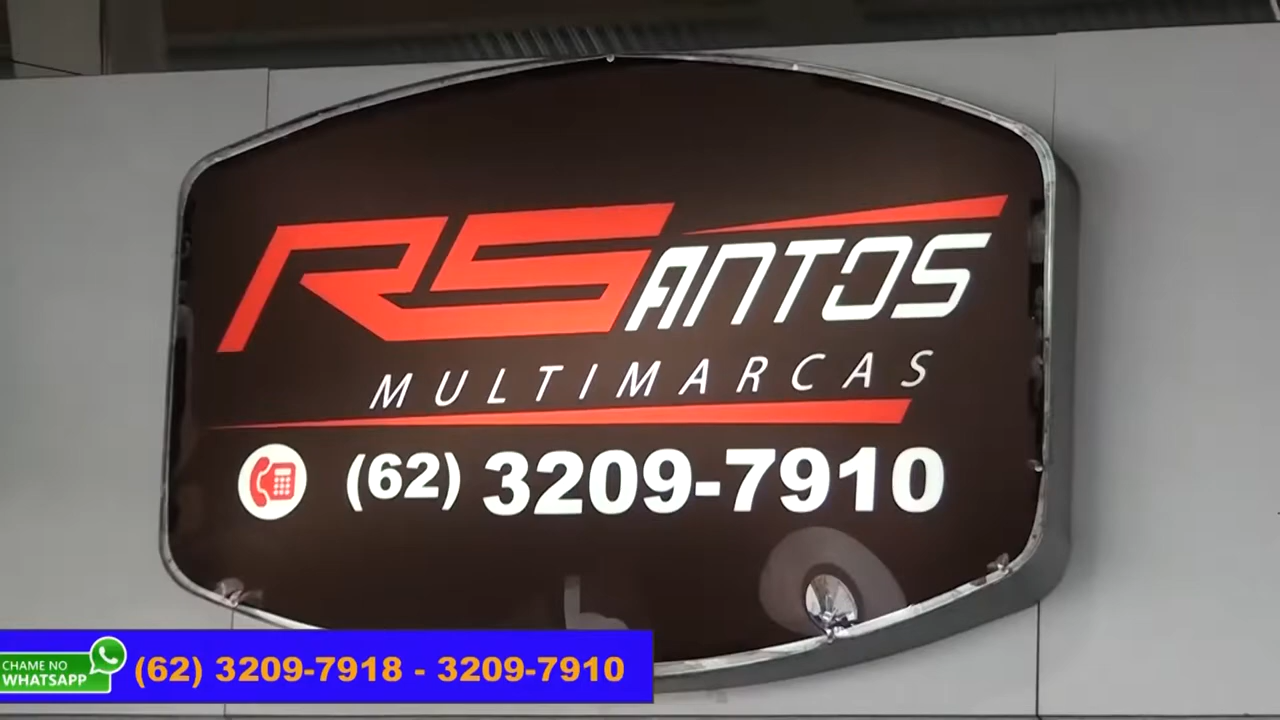 RSANTOS
MULTIMARCAS
(62) 3209-7910
CHAME NO
WHATSAPP
(62) 3209-7918 - 3209-7910